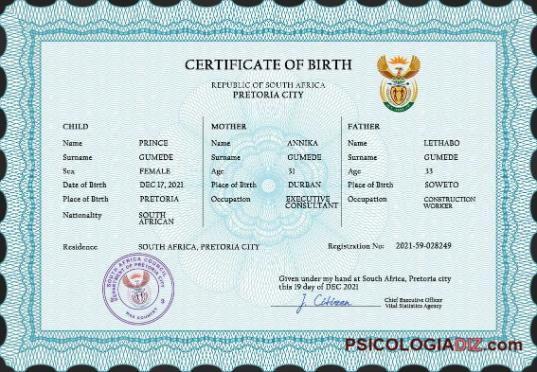 CERTIFICATE OF BIRTH
REPUBLIC OF SOUTH AFRICA
PRETORIA CITY
CHILD
Name PRINCE
Surname GUMEDE
Sex FEMALE
Date of Birth DEC 17, 2021
Place of Birth PRETORIA
Nationality SOUTH AFRICAN
MOTHER
Name ANNIKA
Surname GUMEDE
Age 31
Place of Birth DURBAN
Occupation EXECUTIVE CONSULTANT
FATHER
Name LETHABO
Surname GUMEDE
Age 33
Place of Birth SOWETO
Occupation CONSTRUCTION WORKER
Residence SOUTH AFRICA, PRETORIA CITY
Registration No: 2021-59-028249
SOUTH AFRICA COUNCIL
DEPARTMENT OF PRETORIA CITY
Given under my hand at South Africa, Pretoria city
this 19 day of DEC 2021
J. Citizen
Chief Executive Officer
Vital Statistics Agency
PSICOLOGIADIZ.com